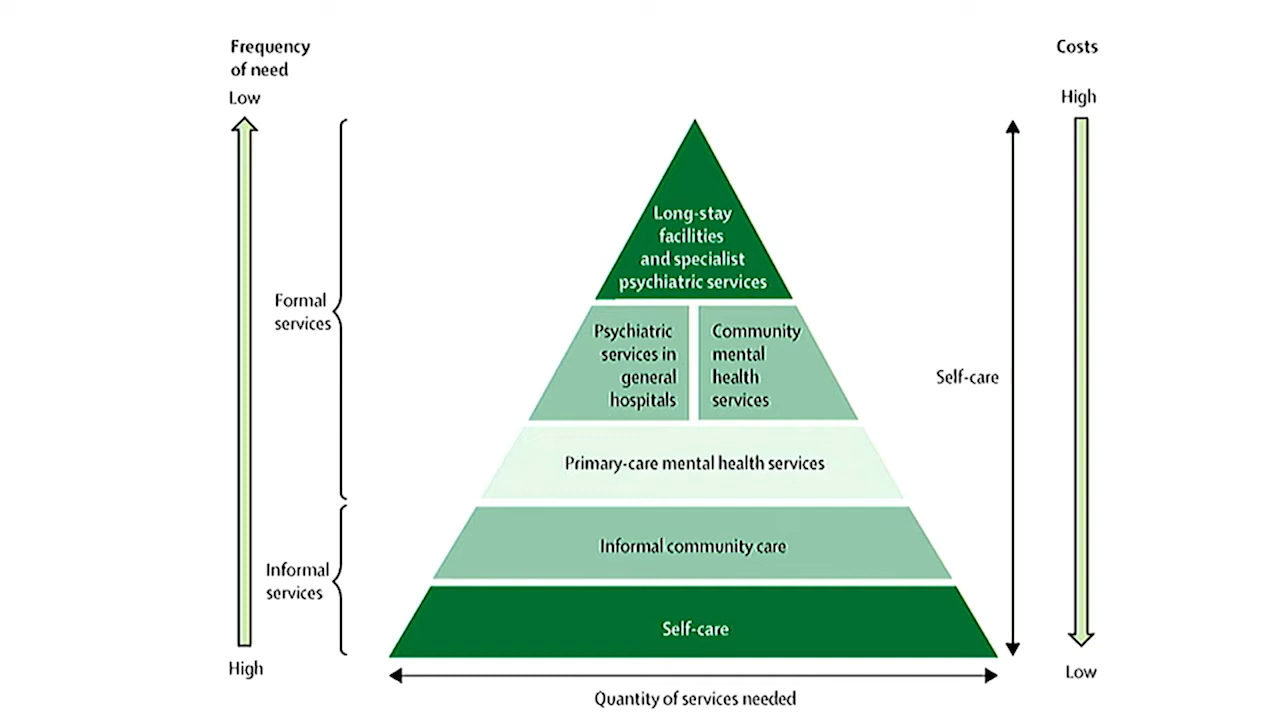 Frequency
of need
Low
Costs
High
Long-stay
facilities
and specialist
psychiatric services
Formal
services
Psychiatric
services in
general
hospitals
Community
mental
health
services
Self-care
Primary-care mental health services
Informal community care
Informal
services
Self-care
High
Low
Quantity of services needed